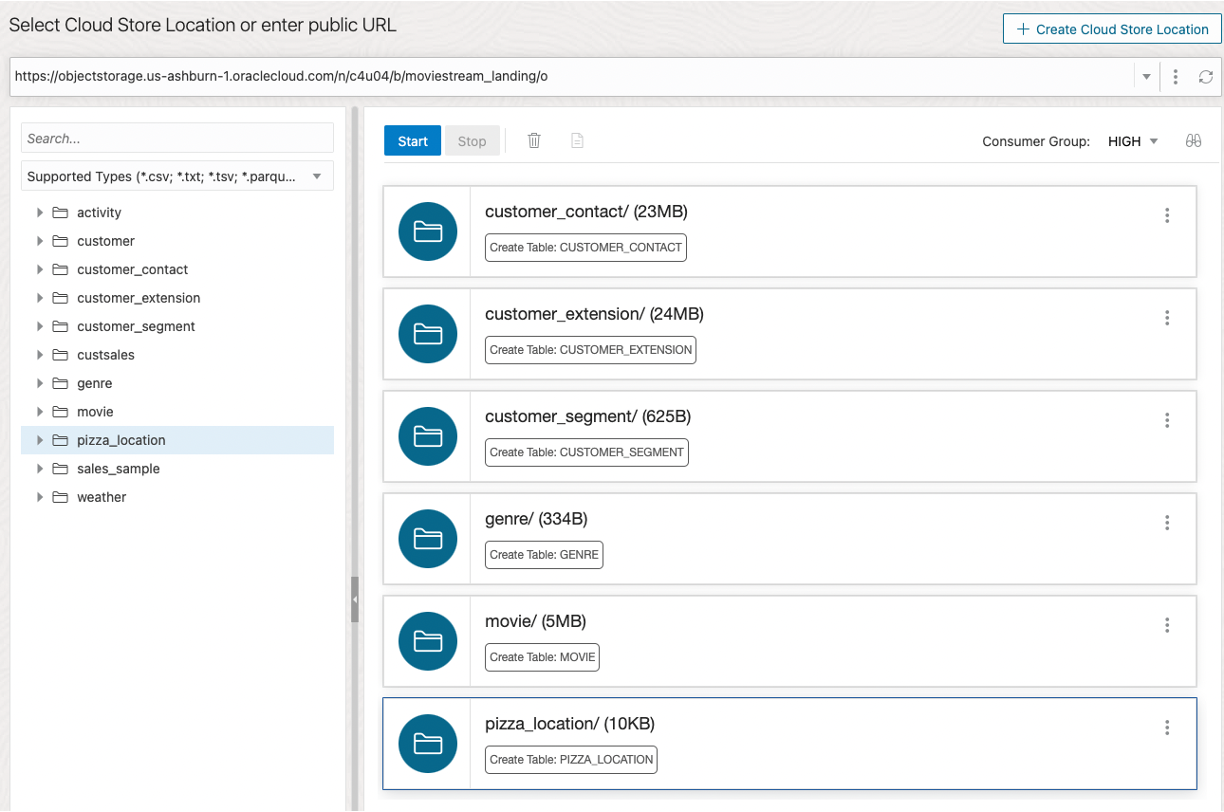 Select Cloud Store Location or enter public URL
Create Cloud Store Location
https://objectstorage.us-ashburn-1.oraclecloud.com/n/c4u04/b/moviestream_landing/o
Search...
Supported Types (*.csv; *.txt; *.tsv; *.parqu...
activity
customer
customer_contact
customer_extension
customer_segment
custsales
genre
movie
pizza_location
sales_sample
weather
Start
Stop
Consumer Group: HIGH
customer_contact/ (23MB)
Create Table: CUSTOMER_CONTACT
customer_extension/ (24MB)
Create Table: CUSTOMER_EXTENSION
customer_segment/ (625B)
Create Table: CUSTOMER_SEGMENT
genre/ (334B)
Create Table: GENRE
movie/ (5MB)
Create Table: MOVIE
pizza_location/ (10KB)
Create Table: PIZZA_LOCATION